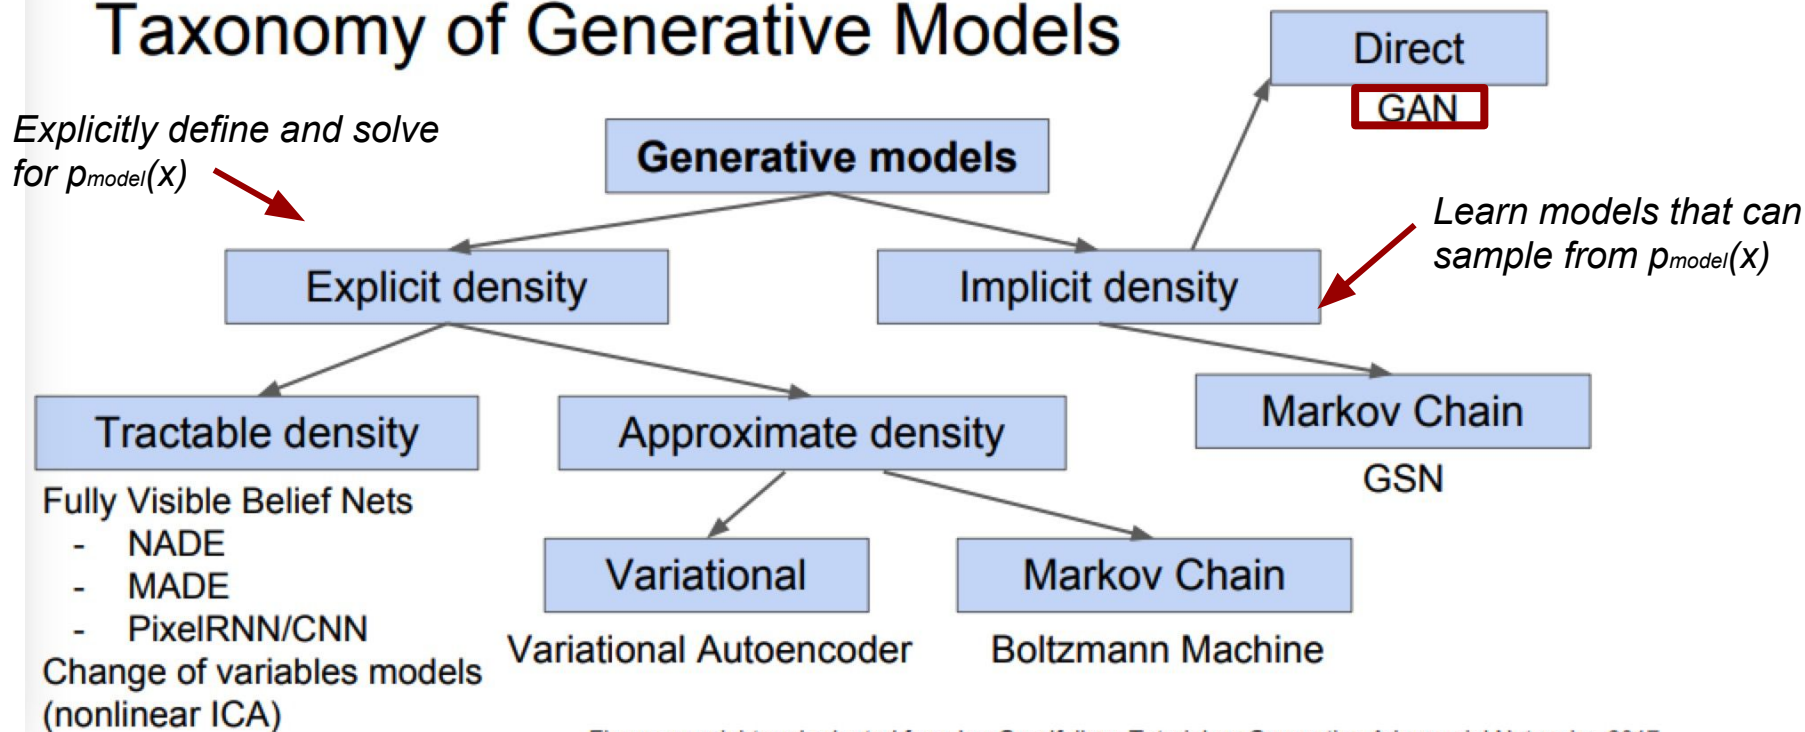 Taxonomy of Generative Models
Direct
GAN
Explicitly define and solve
for pmodel(x)
Generative models
Learn models that can
sample from pmodel(x)
Explicit density
Implicit density
Tractable density
Approximate density
Markov Chain
GSN
Fully Visible Belief Nets
- NADE
- MADE
- PixelRNN/CNN
Change of variables models
(nonlinear ICA)
Variational
Markov Chain
Variational Autoencoder
Boltzmann Machine